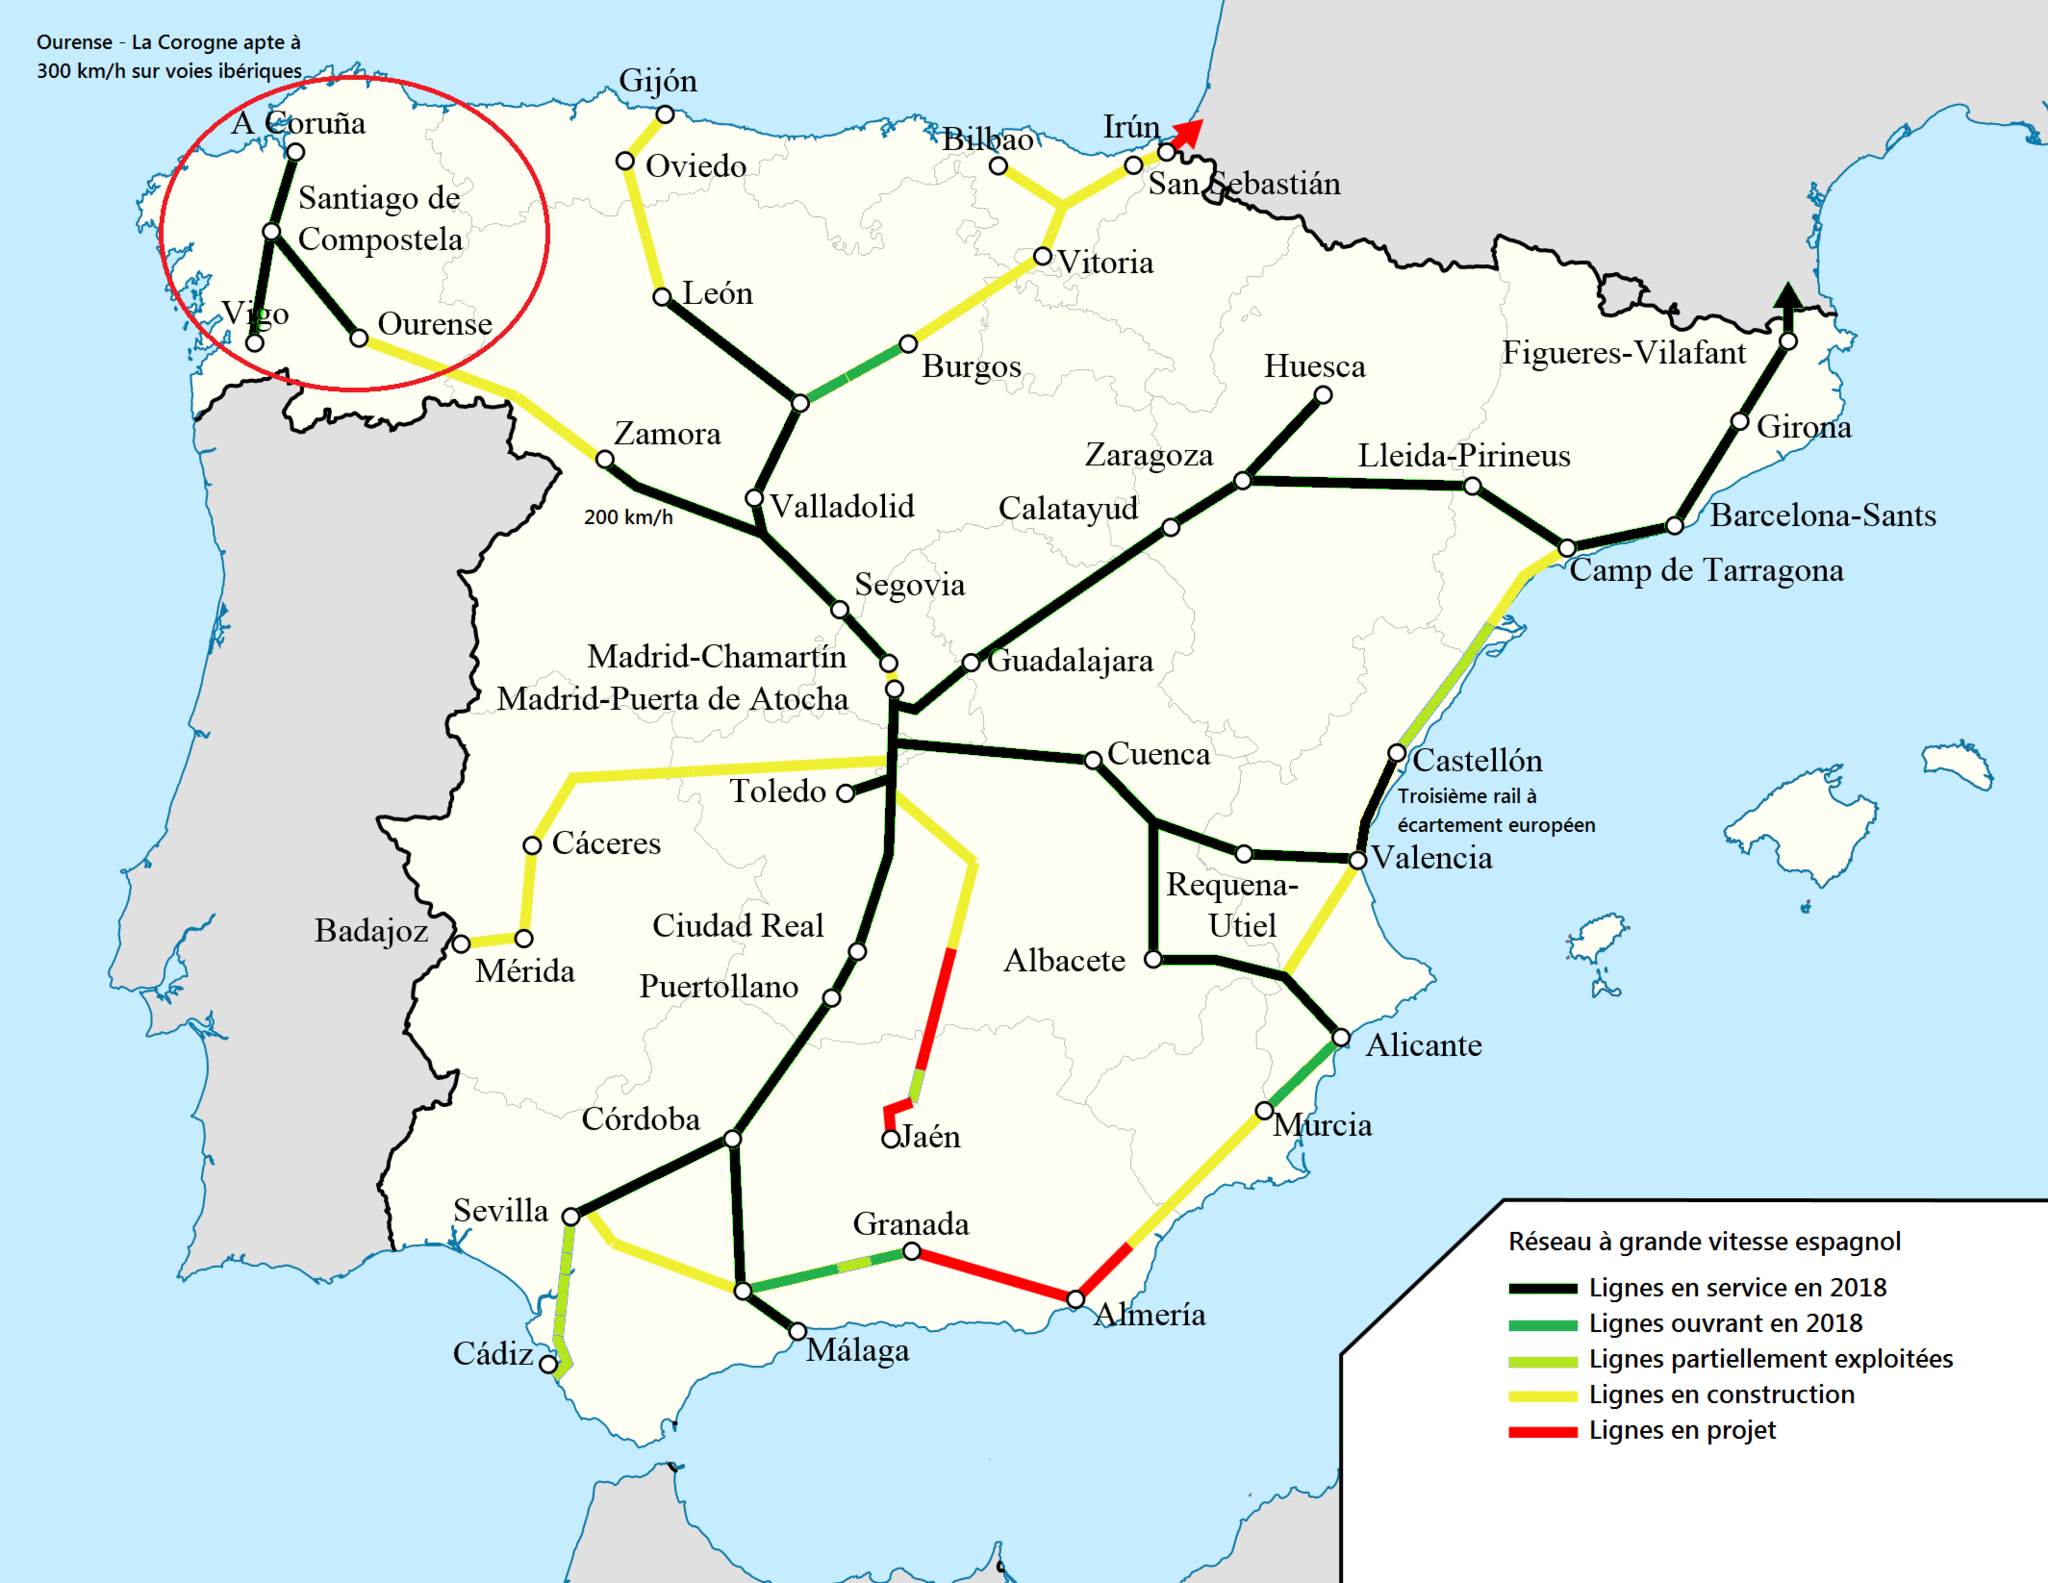 Ourense - La Corogne apte à
300 km/h sur voies ibériques
Gijón
A Coruña
Irún
Bilbao
Oviedo
San Sebastián
Santiago de
Compostela
Vitoria
León
Vigo
Ourense
Figueres-Vilafant
Burgos
Huesca
Girona
Zamora
Zaragoza
Lleida-Pirineus
Calatayud
Valladolid
200 km/h
Barcelona-Sants
Camp de Tarragona
Segovia
Madrid-Chamartín
Guadalajara
Madrid-Puerta de Atocha
Cuenca
Castellón
Toledo
Troisième rail à
écartement européen
Cáceres
Valencia
Requena-
Utiel
Ciudad Real
Badajoz
Albacete
Mérida
Puertollano
Alicante
Córdoba
Murcia
Jaén
Sevilla
Granada
Réseau à grande vitesse espagnol
Lignes en service en 2018
Almería
Lignes ouvrant en 2018
Cádiz
Málaga
Lignes partiellement exploitées
Lignes en construction
Lignes en projet